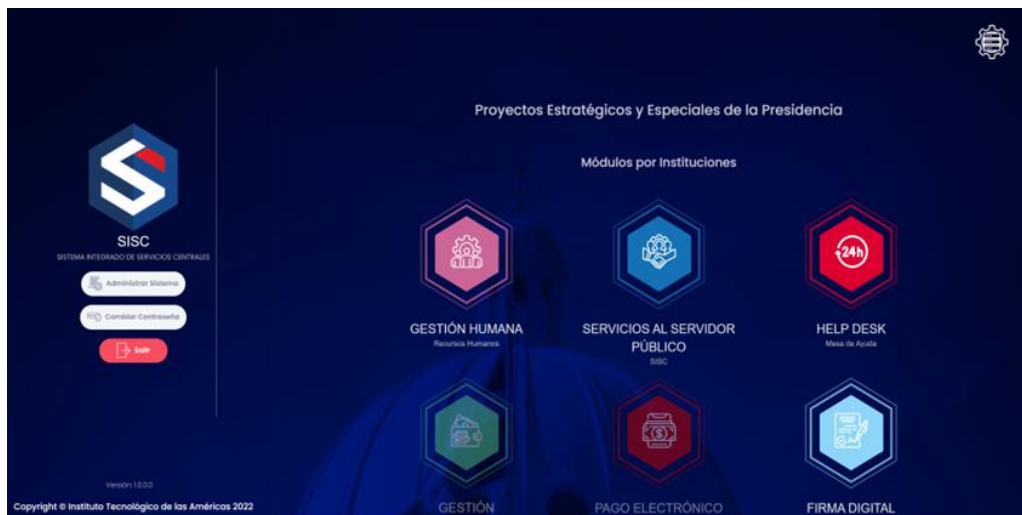 Proyectos Estratégicos y Especiales de la Presidencia
Módulos por Instituciones
SISC
SISTEMA INTEGRADO DE SERVICIOS CENTRALES
Administrar Sistema
Cambiar Contraseña
Salir
Versión 1.0.0.0
Copyright © Instituto Tecnológico de las Américas 2022
GESTIÓN HUMANA
Recursos Humanos
SERVICIOS AL SERVIDOR
PÚBLICO
SISC
24h
HELP DESK
Mesa de Ayuda
GESTIÓN
PAGO ELECTRÓNICO
FIRMA DIGITAL